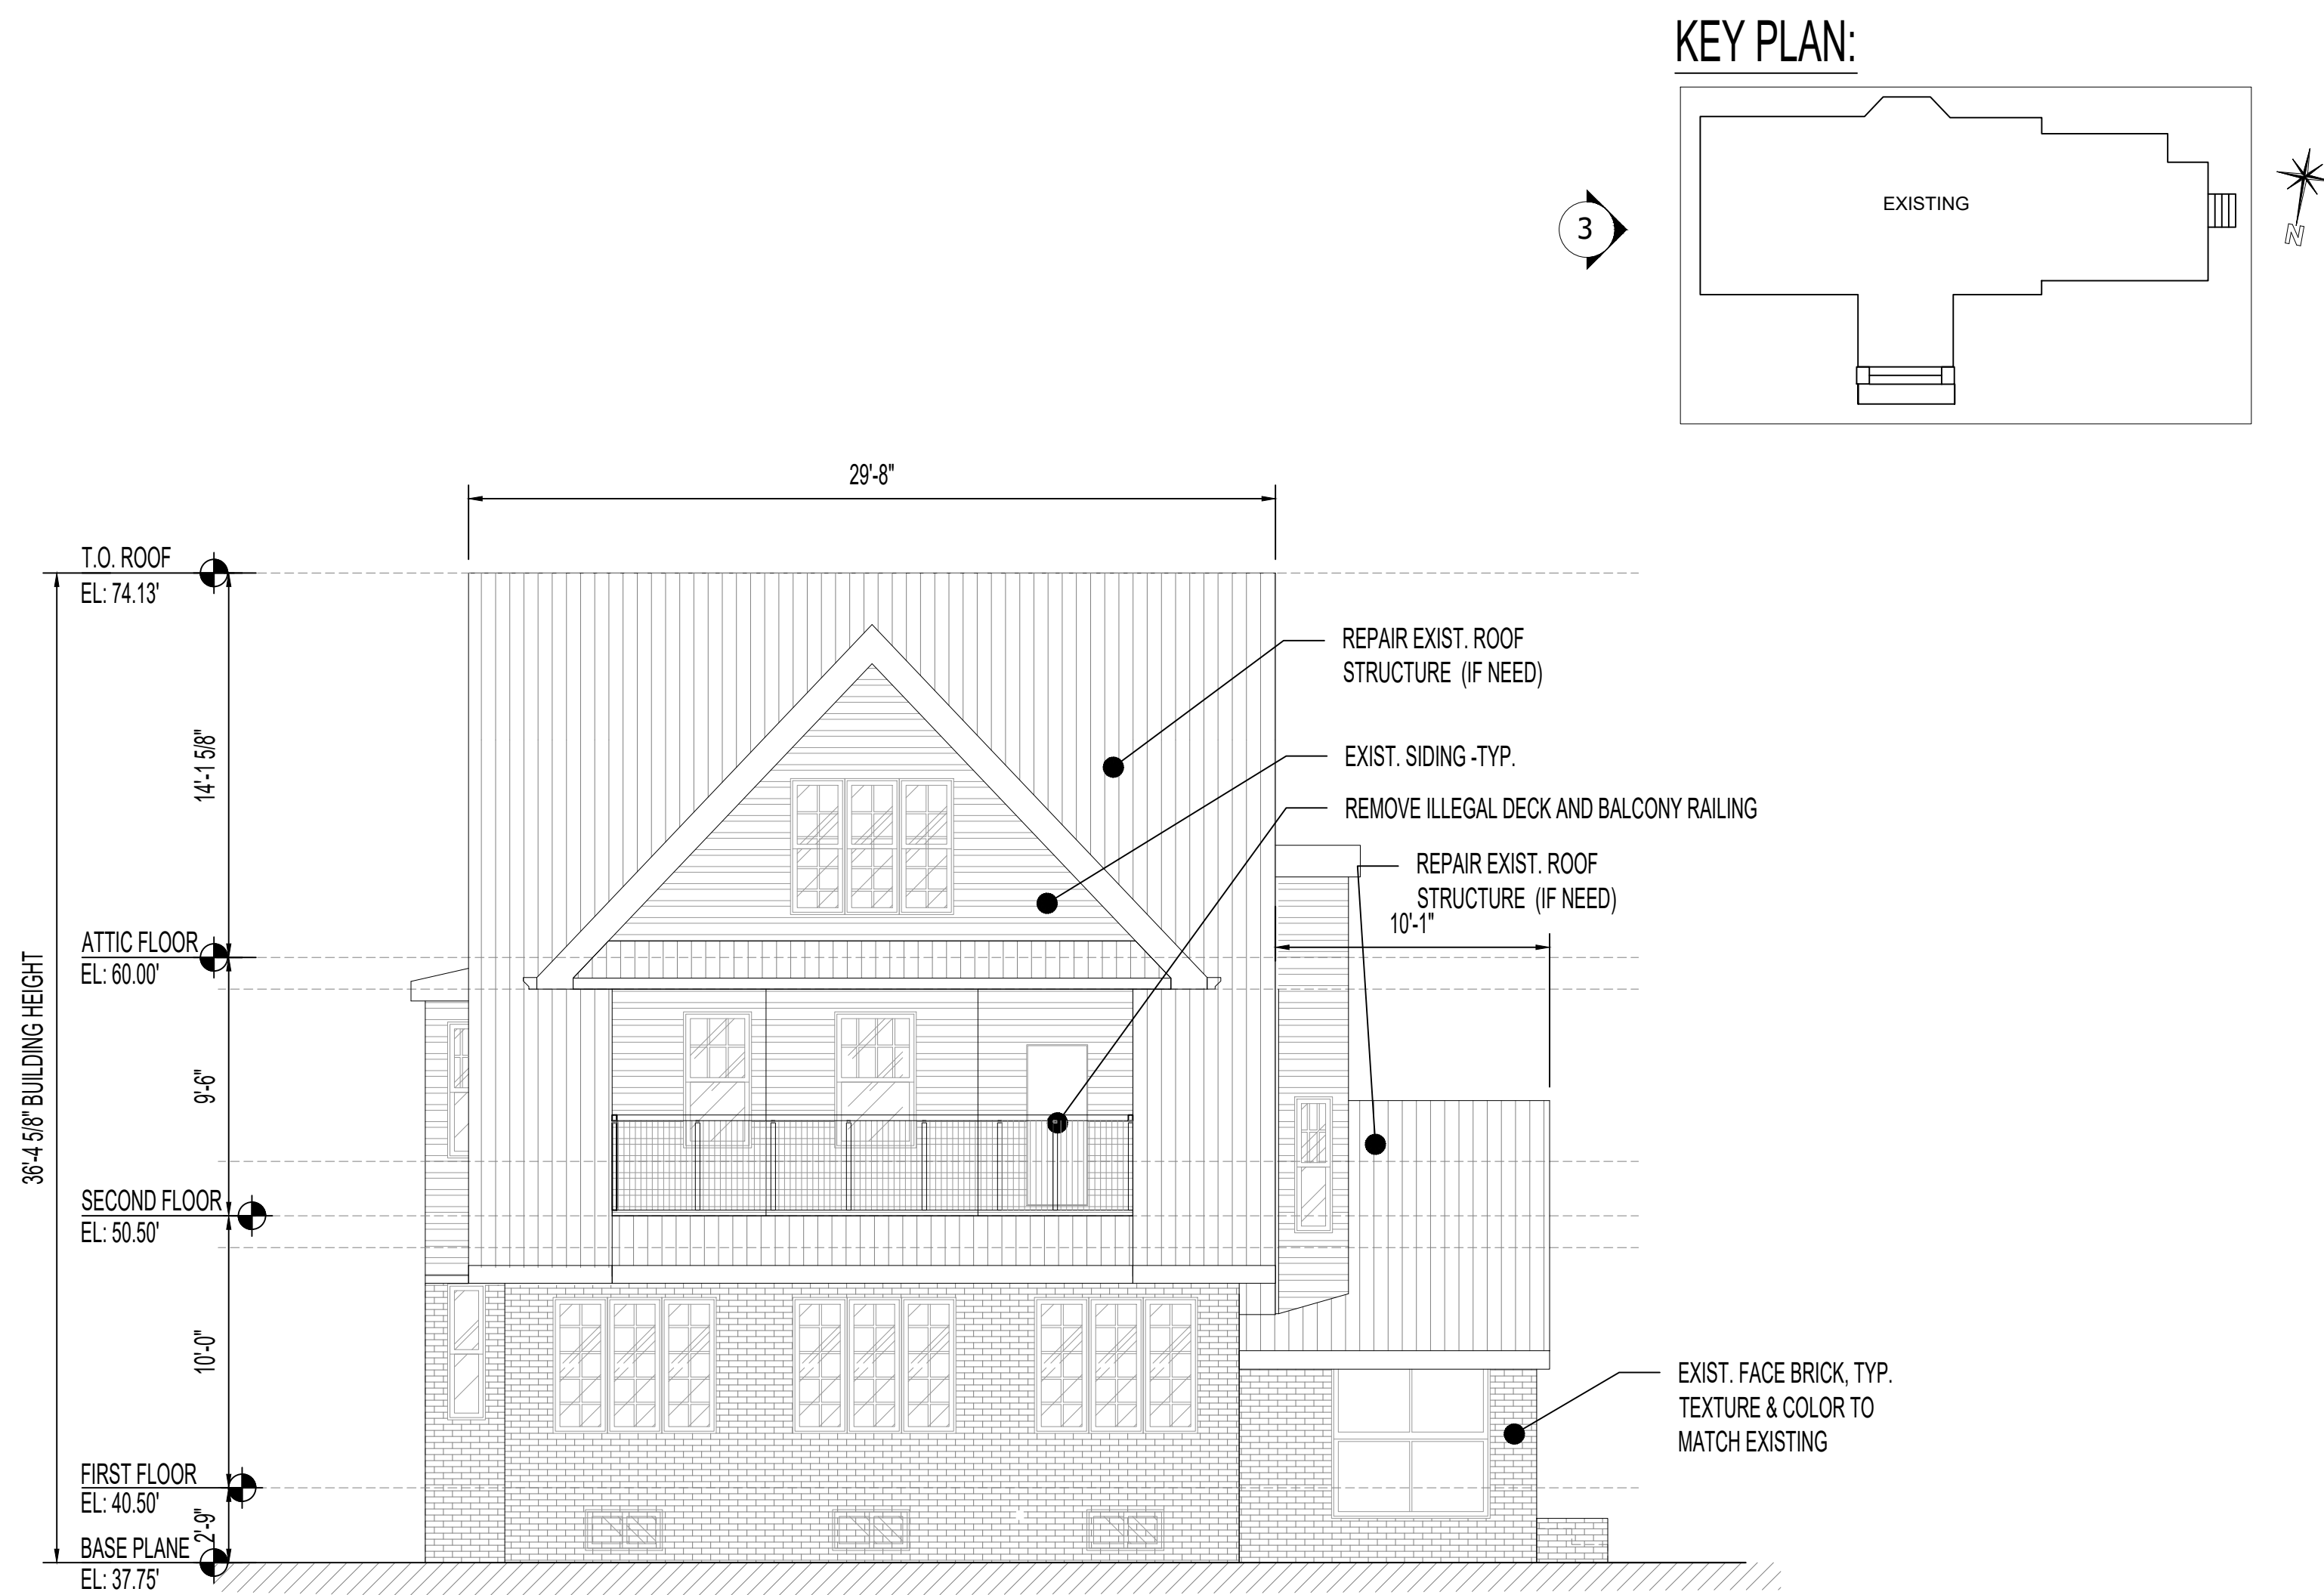 KEY PLAN:
EXISTING
3
N
29'-8"
T.O. ROOF
EL: 74.13'
REPAIR EXIST. ROOF
STRUCTURE (IF NEED)
14'-1 5/8"
EXIST. SIDING -TYP.
REMOVE ILLEGAL DECK AND BALCONY RAILING
REPAIR EXIST. ROOF
STRUCTURE (IF NEED)
10'-1"
ATTIC FLOOR
EL: 60.00'
36'-4 5/8" BUILDING HEIGHT
9'-6"
SECOND FLOOR
EL: 50.50'
10'-0"
EXIST. FACE BRICK, TYP.
TEXTURE & COLOR TO
MATCH EXISTING
FIRST FLOOR
EL: 40.50'
2'-9"
BASE PLANE
EL: 37.75'